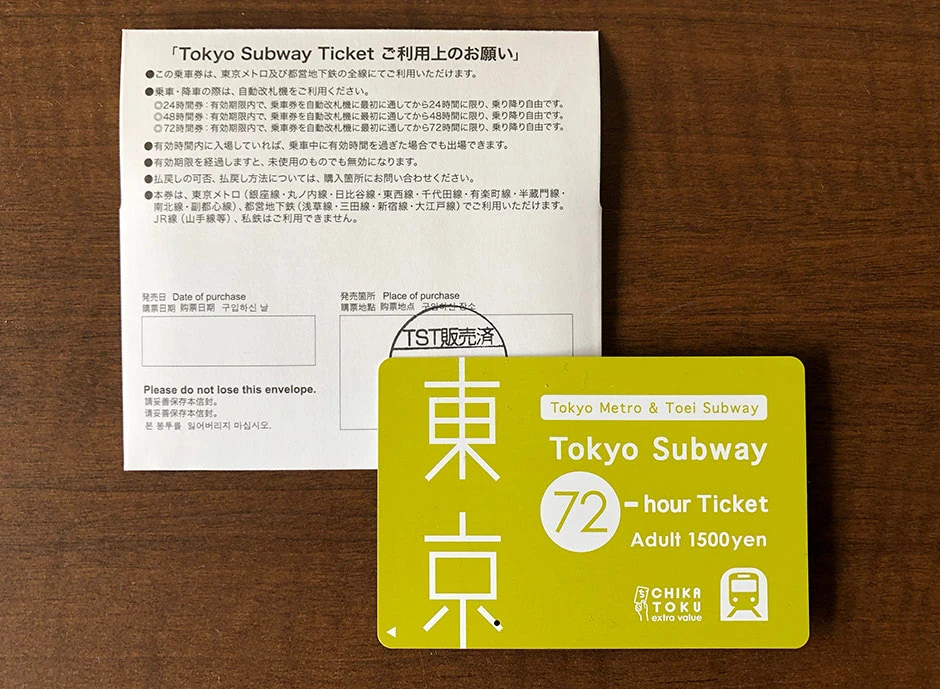 「Tokyo Subway Ticket ご利用上のお願い」
●この乗車券は、東京メトロ及び都営地下鉄の全線にてご利用いただけます。
●乗車・降車の際は、自動改札機をご利用ください。
◎24時間券：有効期限内で、乗車券を自動改札機に最初に通してから24時間に限り、乗り降り自由です。
◎48時間券：有効期限内で、乗車券を自動改札機に最初に通してから48時間に限り、乗り降り自由です。
◎72時間券：有効期限内で、乗車券を自動改札機に最初に通してから72時間に限り、乗り降り自由です。
●有効時間内に入場していれば、乗車中に有効時間を過ぎた場合でも出場できます。
●有効期限を経過しますと、未使用のものでも無効になります。
●払戻しの可否、払戻し方法については、購入箇所にお問い合わせください。
●本券は、東京メトロ（銀座線・丸ノ内線・日比谷線・東西線・千代田線・有楽町線・半蔵門線・
南北線・副都心線）、都営地下鉄（浅草線・三田線・新宿線・大江戸線）でご利用いただけます。
JR線（山手線等）、私鉄はご利用できません。
発売日 Date of purchase
購票日期 购票日期 구입하신 날
発売箇所 Place of purchase
購票地點 购票地点 구입하신 장소
TST販売済
Please do not lose this envelope.
請妥善保存本信封。
请妥善保存本信封。
본 봉투를 잃어버리지 마십시오.
東京
Tokyo Metro & Toei Subway
Tokyo Subway
72-hour Ticket
Adult 1500yen
CHIKA
TOKU
extra value